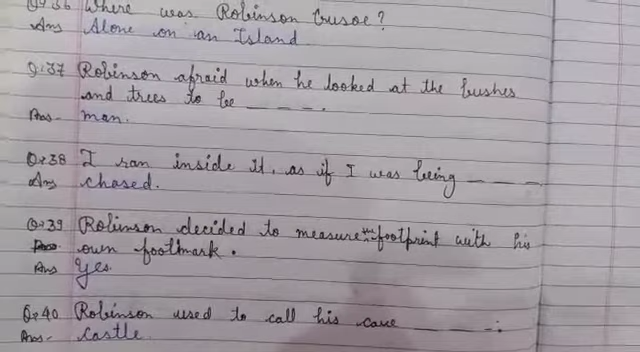 Q:36 Where was Robinson Crusoe?
Ans Alone on an Island
Q:37 Robinson afraid when he looked at the bushes
and trees to be _ _ _ _.
Ans- man.
Q:38 I ran inside it, as if I was being _ _ _
Ans chased.
Q:39 Robinson decided to measure the footprint with his
own footmark.
Ans Yes.
Q:40 Robinson used to call his cave _ _ _ .
Ans- Castle.